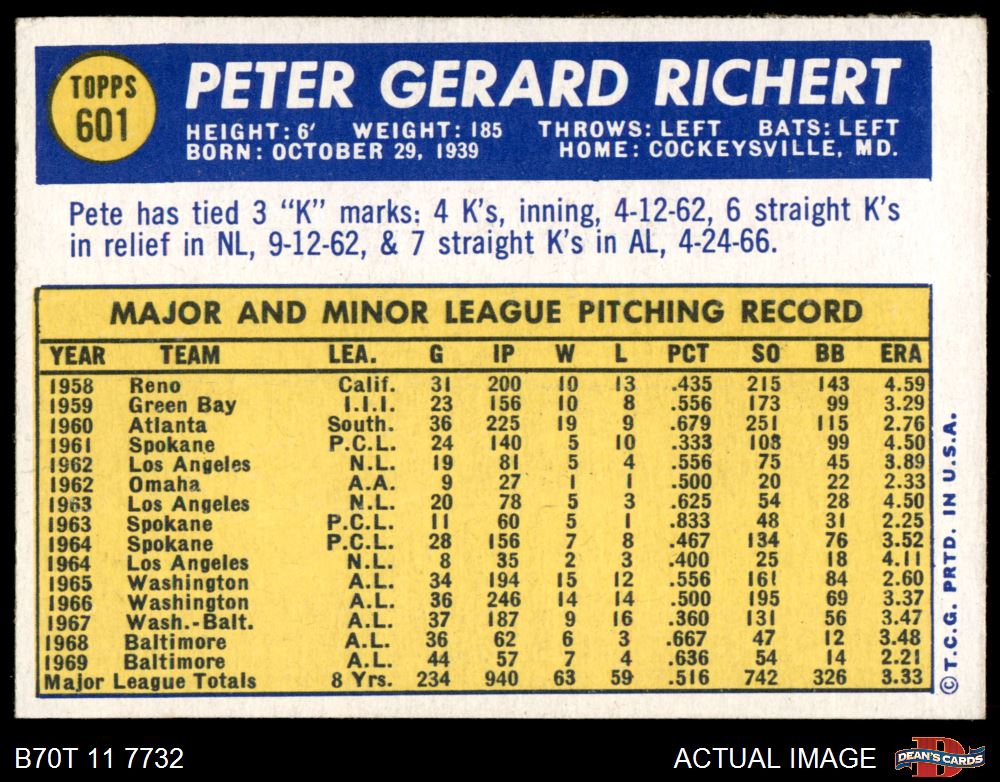 TOPPS
601
PETER GERARD RICHERT
HEIGHT: 6' WEIGHT: 185 THROWS: LEFT BATS: LEFT
BORN: OCTOBER 29, 1939 HOME: COCKEYSVILLE, MD.
Pete has tied 3 "K" marks: 4 K's, inning, 4-12-62, 6 straight K's
in relief in NL, 9-12-62, & 7 straight K's in AL, 4-24-66.
MAJOR AND MINOR LEAGUE PITCHING RECORD
YEAR TEAM LEA. G IP W L PCT SO BB ERA
1958 Reno Calif. 31 200 10 13 .435 215 143 4.59
1959 Green Bay I.I.I. 23 156 10 8 .556 173 99 3.29
1960 Atlanta South. 36 225 19 9 .679 251 115 2.76
1961 Spokane P.C.L. 24 140 5 10 .333 108 99 4.50
1962 Los Angeles N.L. 19 81 5 4 .556 75 45 3.89
1962 Omaha A.A. 9 27 1 1 .500 20 22 2.33
1963 Los Angeles N.L. 20 78 5 3 .625 54 28 4.50
1963 Spokane P.C.L. 11 60 5 1 .833 48 31 2.25
1964 Spokane P.C.L. 28 156 7 8 .467 134 76 3.52
1964 Los Angeles N.L. 8 35 2 3 .400 25 18 4.11
1965 Washington A.L. 34 194 15 12 .556 161 84 2.60
1966 Washington A.L. 36 246 14 14 .500 195 69 3.37
1967 Wash.-Balt. A.L. 37 187 9 16 .360 131 56 3.47
1968 Baltimore A.L. 36 62 6 3 .667 47 12 3.48
1969 Baltimore A.L. 44 57 7 4 .636 54 14 2.21
Major League Totals 8 Yrs. 234 940 63 59 .516 742 326 3.33
©T.C.G. PRTD. IN U.S.A.
B70T 11 7732
ACTUAL IMAGE
DEAN'S CARDS